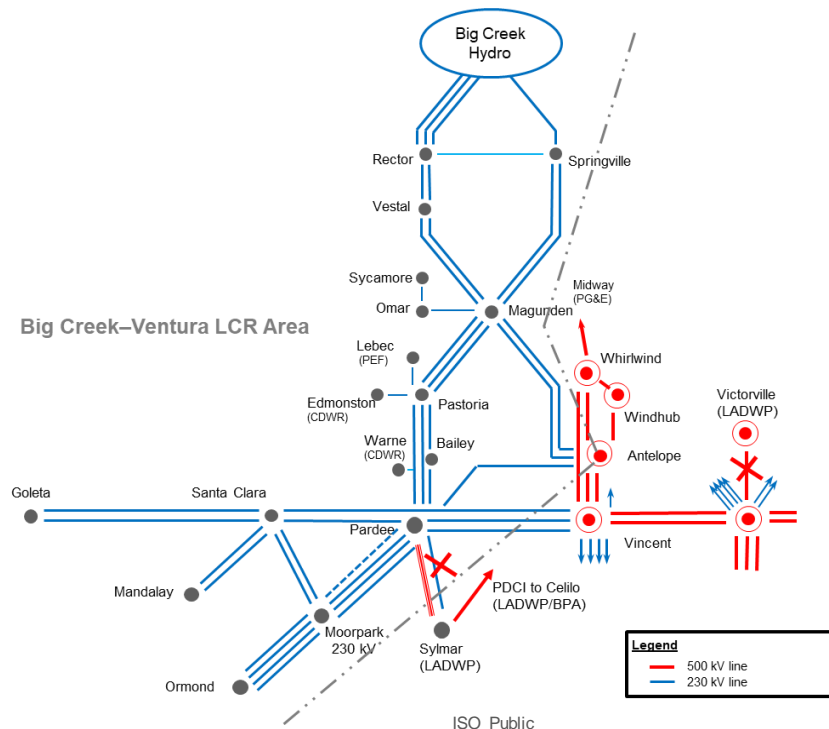 Big Creek
Hydro
Rector
Springville
Vestal
Sycamore
Omar
Magunden
Midway
(PG&E)
Big Creek–Ventura LCR Area
Lebec
(PEF)
Whirlwind
Edmonston
(CDWR)
Pastoria
Windhub
Victorville
(LADWP)
Warne
(CDWR)
Bailey
Antelope
Goleta
Santa Clara
Pardee
Vincent
Mandalay
PDCI to Celilo
(LADWP/BPA)
Moorpark
230 kV
Sylmar
(LADWP)
Ormond
Legend
500 kV line
230 kV line
ISO Public